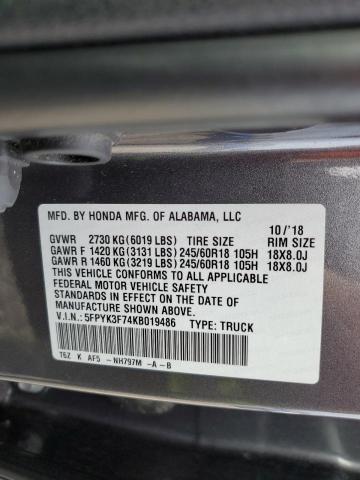 MFD. BY HONDA MFG. OF ALABAMA, LLC 10/'18
GVWR 2730 KG (6019 LBS) TIRE SIZE RIM SIZE
GAWR F 1420 KG (3131 LBS) 245/60R18 105H 18X8.0J
GAWR R 1460 KG (3219 LBS) 245/60R18 105H 18X8.0J
THIS VEHICLE CONFORMS TO ALL APPLICABLE
FEDERAL MOTOR VEHICLE SAFETY
STANDARDS IN EFFECT ON THE DATE OF
MANUFACTURE SHOWN ABOVE.
V.I.N.: 5FPYK3F74KB019486 TYPE: TRUCK
T6Z K AF5 -NH797M -A-B